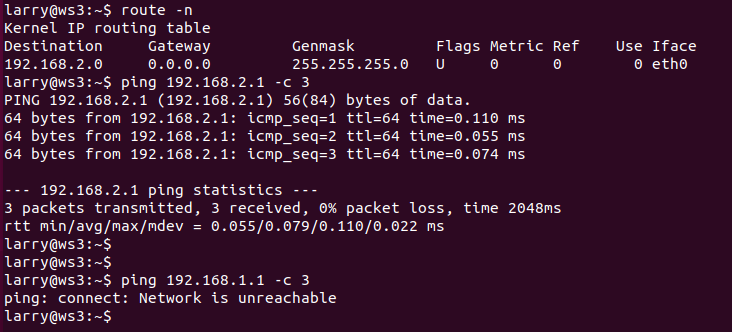 larry@ws3:~$ route -n
Kernel IP routing table
Destination     Gateway         Genmask         Flags Metric Ref    Use Iface
192.168.2.0     0.0.0.0         255.255.255.0   U     0      0        0 eth0
larry@ws3:~$ ping 192.168.2.1 -c 3
PING 192.168.2.1 (192.168.2.1) 56(84) bytes of data.
64 bytes from 192.168.2.1: icmp_seq=1 ttl=64 time=0.110 ms
64 bytes from 192.168.2.1: icmp_seq=2 ttl=64 time=0.055 ms
64 bytes from 192.168.2.1: icmp_seq=3 ttl=64 time=0.074 ms

--- 192.168.2.1 ping statistics ---
3 packets transmitted, 3 received, 0% packet loss, time 2048ms
rtt min/avg/max/mdev = 0.055/0.079/0.110/0.022 ms
larry@ws3:~$
larry@ws3:~$
larry@ws3:~$ ping 192.168.1.1 -c 3
ping: connect: Network is unreachable
larry@ws3:~$